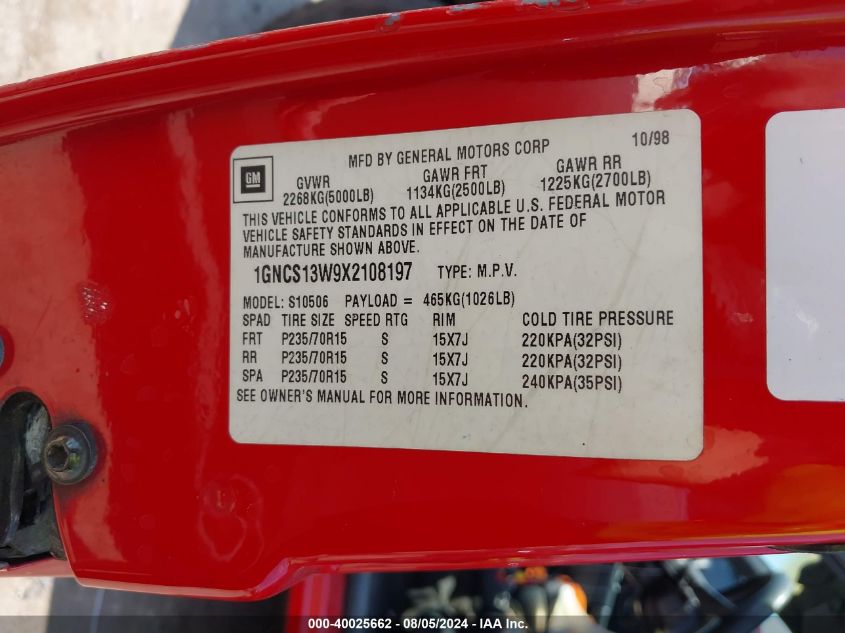 MFD BY GENERAL MOTORS CORP 10/98
GM
GVWR GAWR FRT GAWR RR
2268KG(5000LB) 1134KG(2500LB) 1225KG(2700LB)
THIS VEHICLE CONFORMS TO ALL APPLICABLE U.S. FEDERAL MOTOR
VEHICLE SAFETY STANDARDS IN EFFECT ON THE DATE OF
MANUFACTURE SHOWN ABOVE.
1GNCS13W9X2108197 TYPE: M.P.V.
MODEL: S10506 PAYLOAD = 465KG(1026LB)
SPAD TIRE SIZE SPEED RTG RIM COLD TIRE PRESSURE
FRT P235/70R15 S 15X7J 220KPA(32PSI)
RR P235/70R15 S 15X7J 220KPA(32PSI)
SPA P235/70R15 S 15X7J 240KPA(35PSI)
SEE OWNER'S MANUAL FOR MORE INFORMATION.
000-40025662 - 08/05/2024 - IAA Inc.